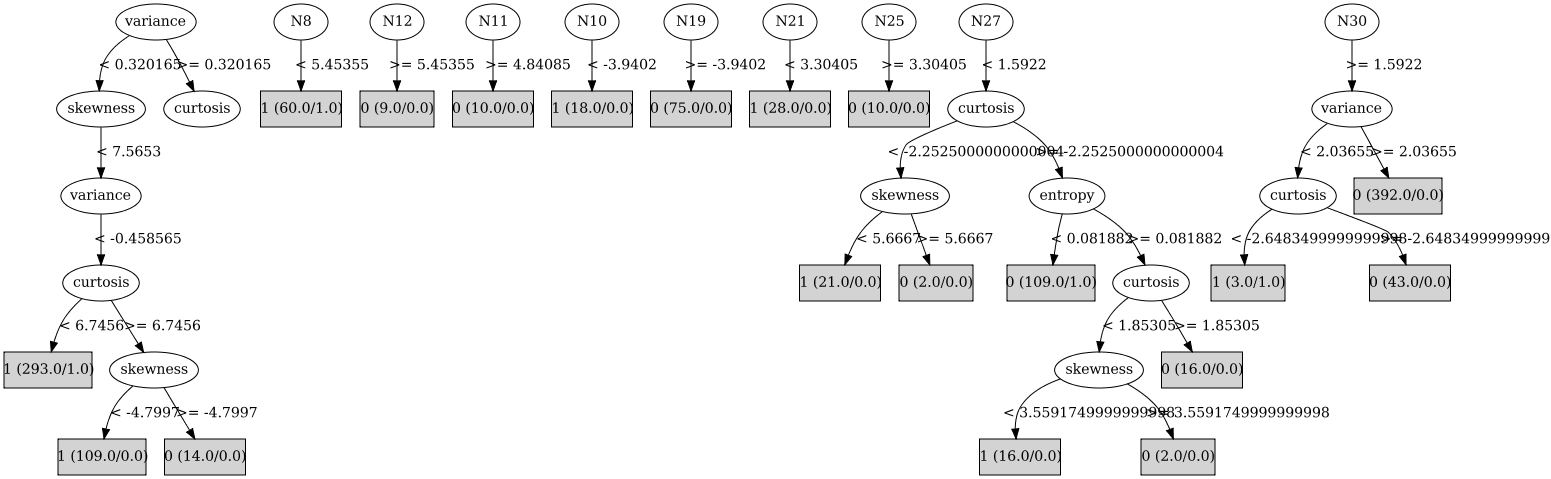 variance N8 N12 N11 N10 N19 N21 N25 N27 N30
< 0.320165 >= 0.320165 < 5.45355 >= 5.45355 >= 4.84085 < -3.9402 >= -3.9402 < 3.30405 >= 3.30405 < 1.5922 >= 1.5922
skewness curtosis 1 (60.0/1.0) 0 (9.0/0.0) 0 (10.0/0.0) 1 (18.0/0.0) 0 (75.0/0.0) 1 (28.0/0.0) 0 (10.0/0.0) curtosis variance
< 7.5653 < -2.2525000000000004 >= -2.2525000000000004 < 2.03655 >= 2.03655
variance skewness entropy curtosis 0 (392.0/0.0)
< -0.458565 < 5.6667 >= 5.6667 < 0.081882 >= 0.081882 < -2.6483499999999998 >= -2.64834999999999
curtosis 1 (21.0/0.0) 0 (2.0/0.0) 0 (109.0/1.0) curtosis 1 (3.0/1.0) 0 (43.0/0.0)
< 6.7456 >= 6.7456 < 1.85305 >= 1.85305
1 (293.0/1.0) skewness skewness 0 (16.0/0.0)
< -4.7997 >= -4.7997 < 3.5591749999999998 >= 3.5591749999999998
1 (109.0/0.0) 0 (14.0/0.0) 1 (16.0/0.0) 0 (2.0/0.0)